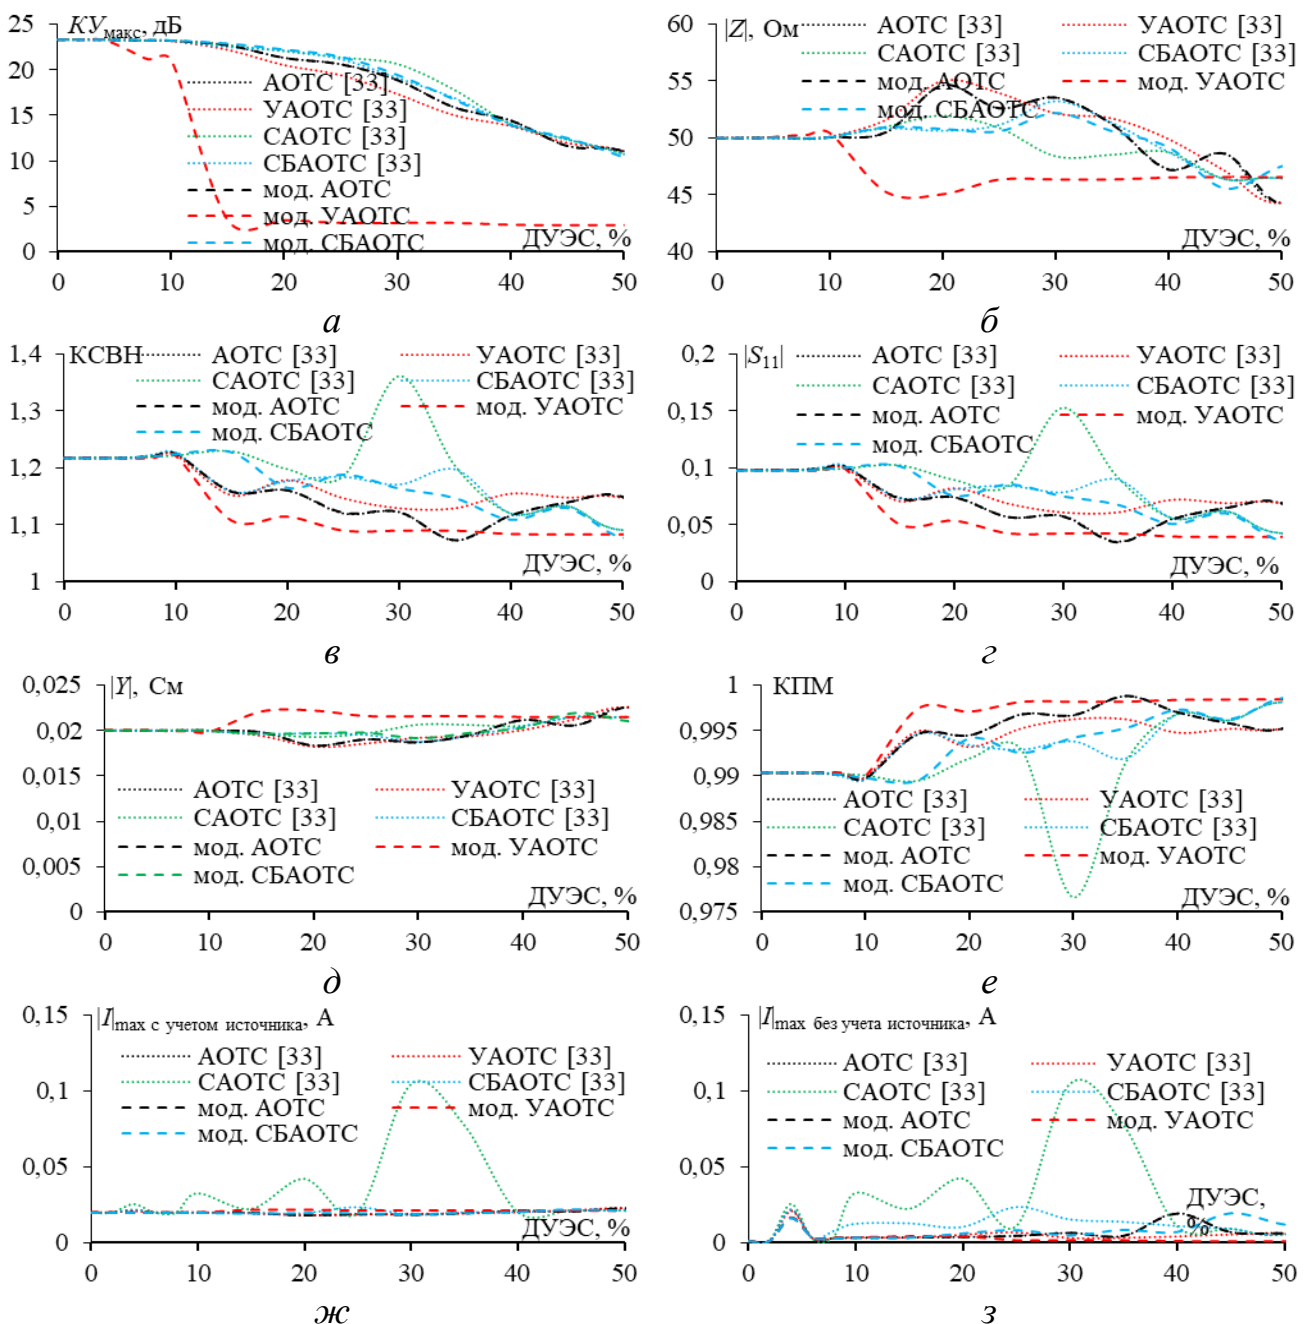 25
КУмакс, дБ
20
15
10
5
0
АОТС [33]
УАОТС [33]
САОТС [33]
СБАОТС [33]
мод. АОТС
мод. УАОТС
мод. СБАОТС
ДУЭС, %
0 10 20 30 40 50
а
60
|Z|, Ом
55
50
45
40
АОТС [33] УАОТС [33]
САОТС [33] СБАОТС [33]
мод. АОТС мод. УАОТС
мод. СБАОТС
ДУЭС, %
0 10 20 30 40 50
б
1,4
КСВН
1,3
1,2
1,1
1
АОТС [33] УАОТС [33]
САОТС [33] СБАОТС [33]
мод. АОТС мод. УАОТС
мод. СБАОТС
ДУЭС, %
0 10 20 30 40 50
в
0,2
|S11|
0,15
0,1
0,05
0
АОТС [33] УАОТС [33]
САОТС [33] СБАОТС [33]
мод. АОТС мод. УАОТС
мод. СБАОТС
ДУЭС, %
0 10 20 30 40 50
г
0,025
|Y|, См
0,02
0,015
0,01
0,005
0
АОТС [33] УАОТС [33]
САОТС [33] СБАОТС [33]
мод. АОТС мод. УАОТС
мод. СБАОТС
ДУЭС, %
0 10 20 30 40 50
д
1
КПМ
0,995
0,99
0,985
0,98
0,975
АОТС [33] УАОТС [33]
САОТС [33] СБАОТС [33]
мод. АОТС мод. УАОТС
мод. СБАОТС
ДУЭС, %
0 10 20 30 40 50
е
0,15
|I|max с учетом источника, А
0,1
0,05
0
АОТС [33] УАОТС [33]
САОТС [33] СБАОТС [33]
мод. АОТС мод. УАОТС
мод. СБАОТС
ДУЭС, %
0 10 20 30 40 50
ж
0,15
|I|max без учета источника, А
0,1
0,05
0
АОТС [33] УАОТС [33]
САОТС [33] СБАОТС [33]
мод. АОТС мод. УАОТС
мод. СБАОТС
ДУЭС,
%
0 10 20 30 40 50
з